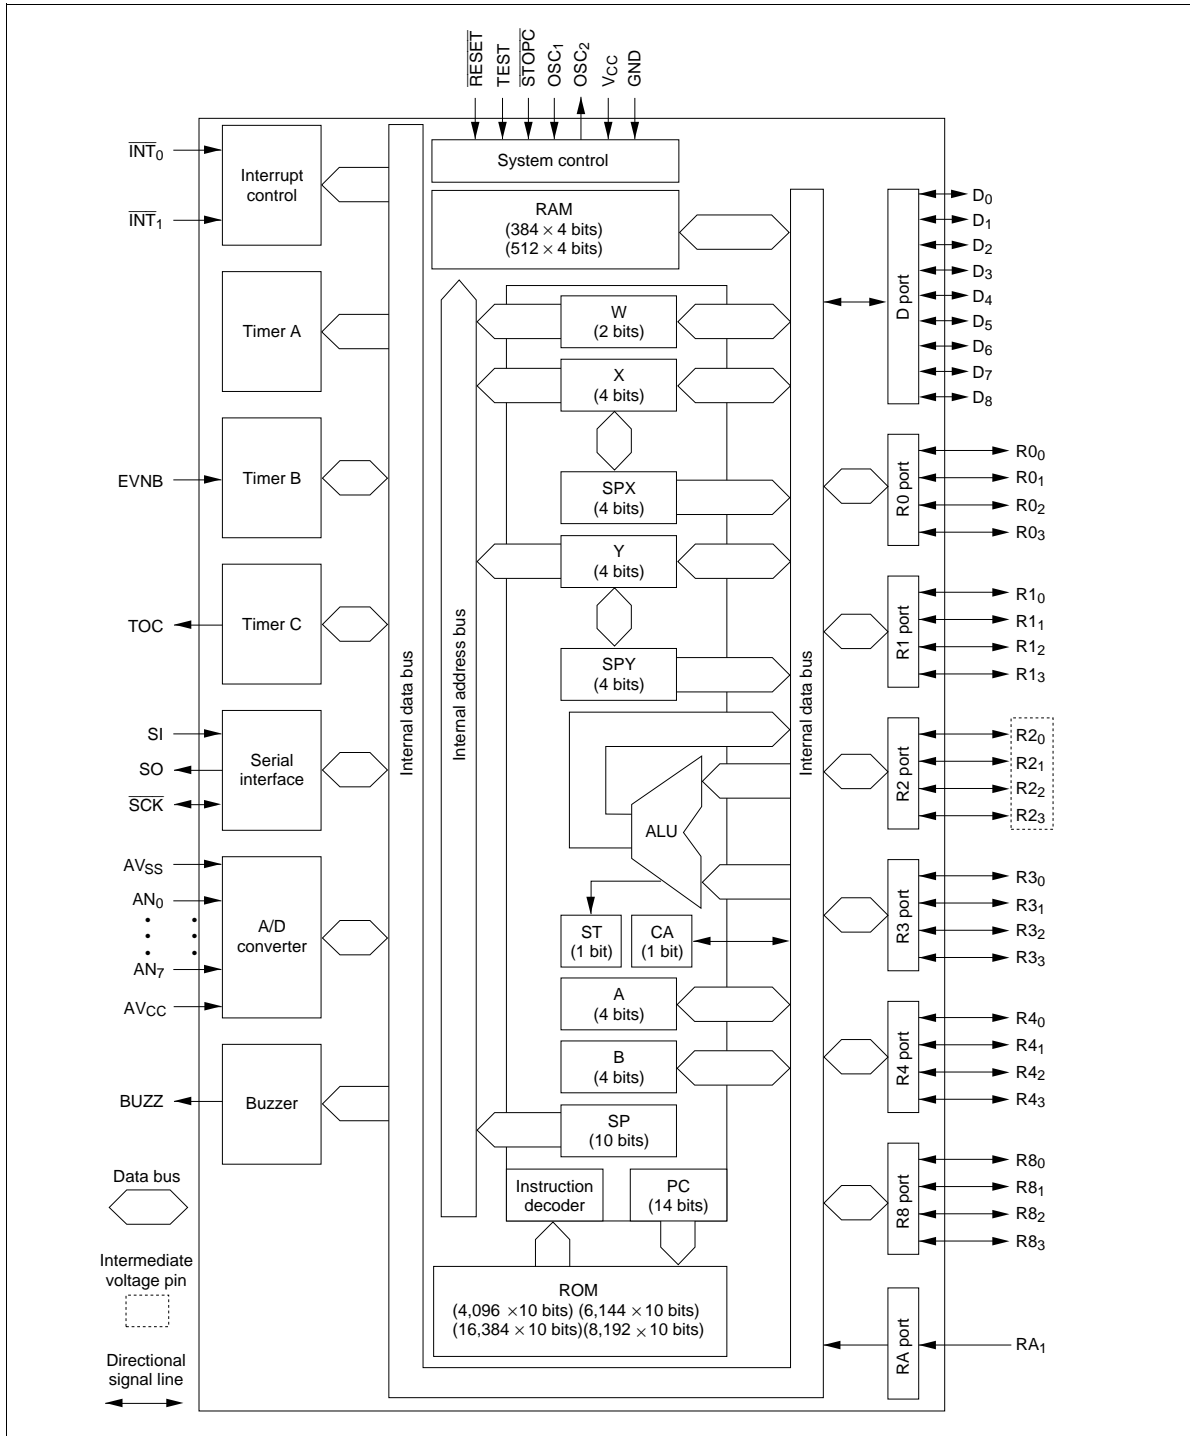 RESET
TEST
STOPC
OSC1
OSC2
VCC
GND
INT0
INT1
Interrupt
control
System control
RAM
(384 × 4 bits)
(512 × 4 bits)
D port
D0
D1
D2
D3
D4
D5
D6
D7
D8
Timer A
W
(2 bits)
X
(4 bits)
EVNB
Timer B
SPX
(4 bits)
R0 port
R00
R01
R02
R03
Y
(4 bits)
TOC
Timer C
SPY
(4 bits)
R1 port
R10
R11
R12
R13
Internal data bus
Internal address bus
Internal data bus
SI
SO
SCK
Serial
interface
ALU
R2 port
R20
R21
R22
R23
AVSS
AN0
AN7
AVCC
A/D
converter
ST
(1 bit)
CA
(1 bit)
R3 port
R30
R31
R32
R33
A
(4 bits)
B
(4 bits)
R4 port
R40
R41
R42
R43
BUZZ
Buzzer
SP
(10 bits)
Instruction
decoder
PC
(14 bits)
R8 port
R80
R81
R82
R83
ROM
(4,096 ×10 bits) (6,144 × 10 bits)
(16,384 × 10 bits)(8,192 × 10 bits)
RA port
RA1
Data bus
Intermediate
voltage pin
Directional
signal line